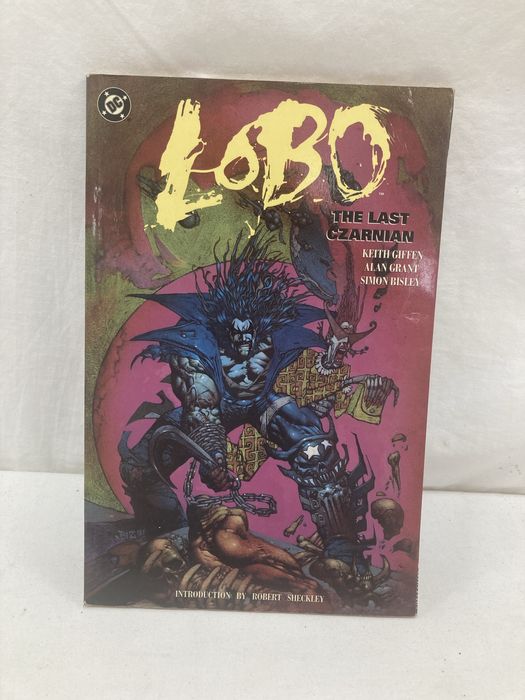 DC
LOBO
THE LAST
CZARNIAN
KEITH GIFFEN
ALAN GRANT
SIMON BISLEY
INTRODUCTION BY ROBERT SHECKLEY